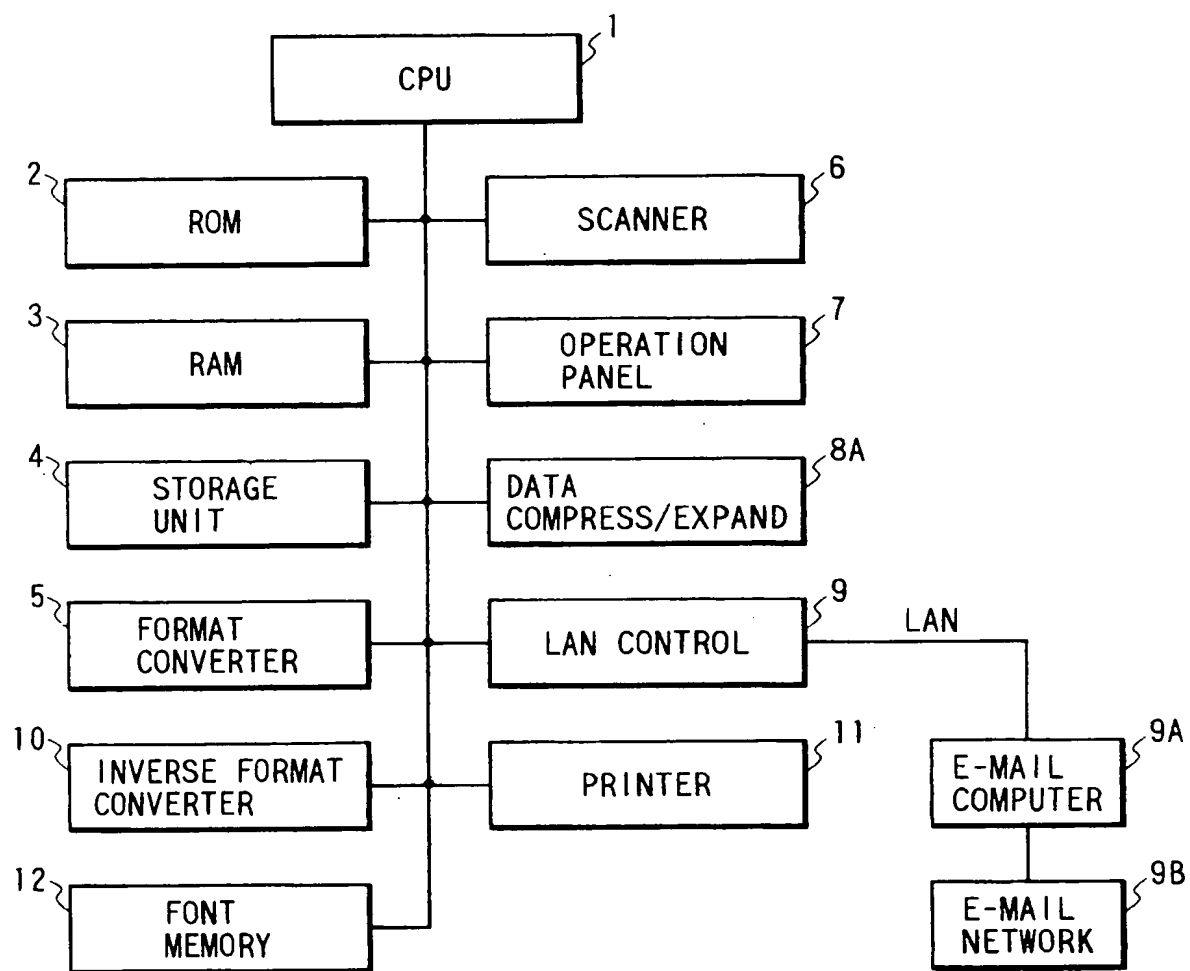 1
CPU
2
ROM
6
SCANNER
3
RAM
7
OPERATION
PANEL
4
STORAGE
UNIT
8A
DATA
COMPRESS/EXPAND
5
FORMAT
CONVERTER
9
LAN CONTROL
LAN
10
INVERSE FORMAT
CONVERTER
11
PRINTER
9A
E-MAIL
COMPUTER
12
FONT
MEMORY
9B
E-MAIL
NETWORK